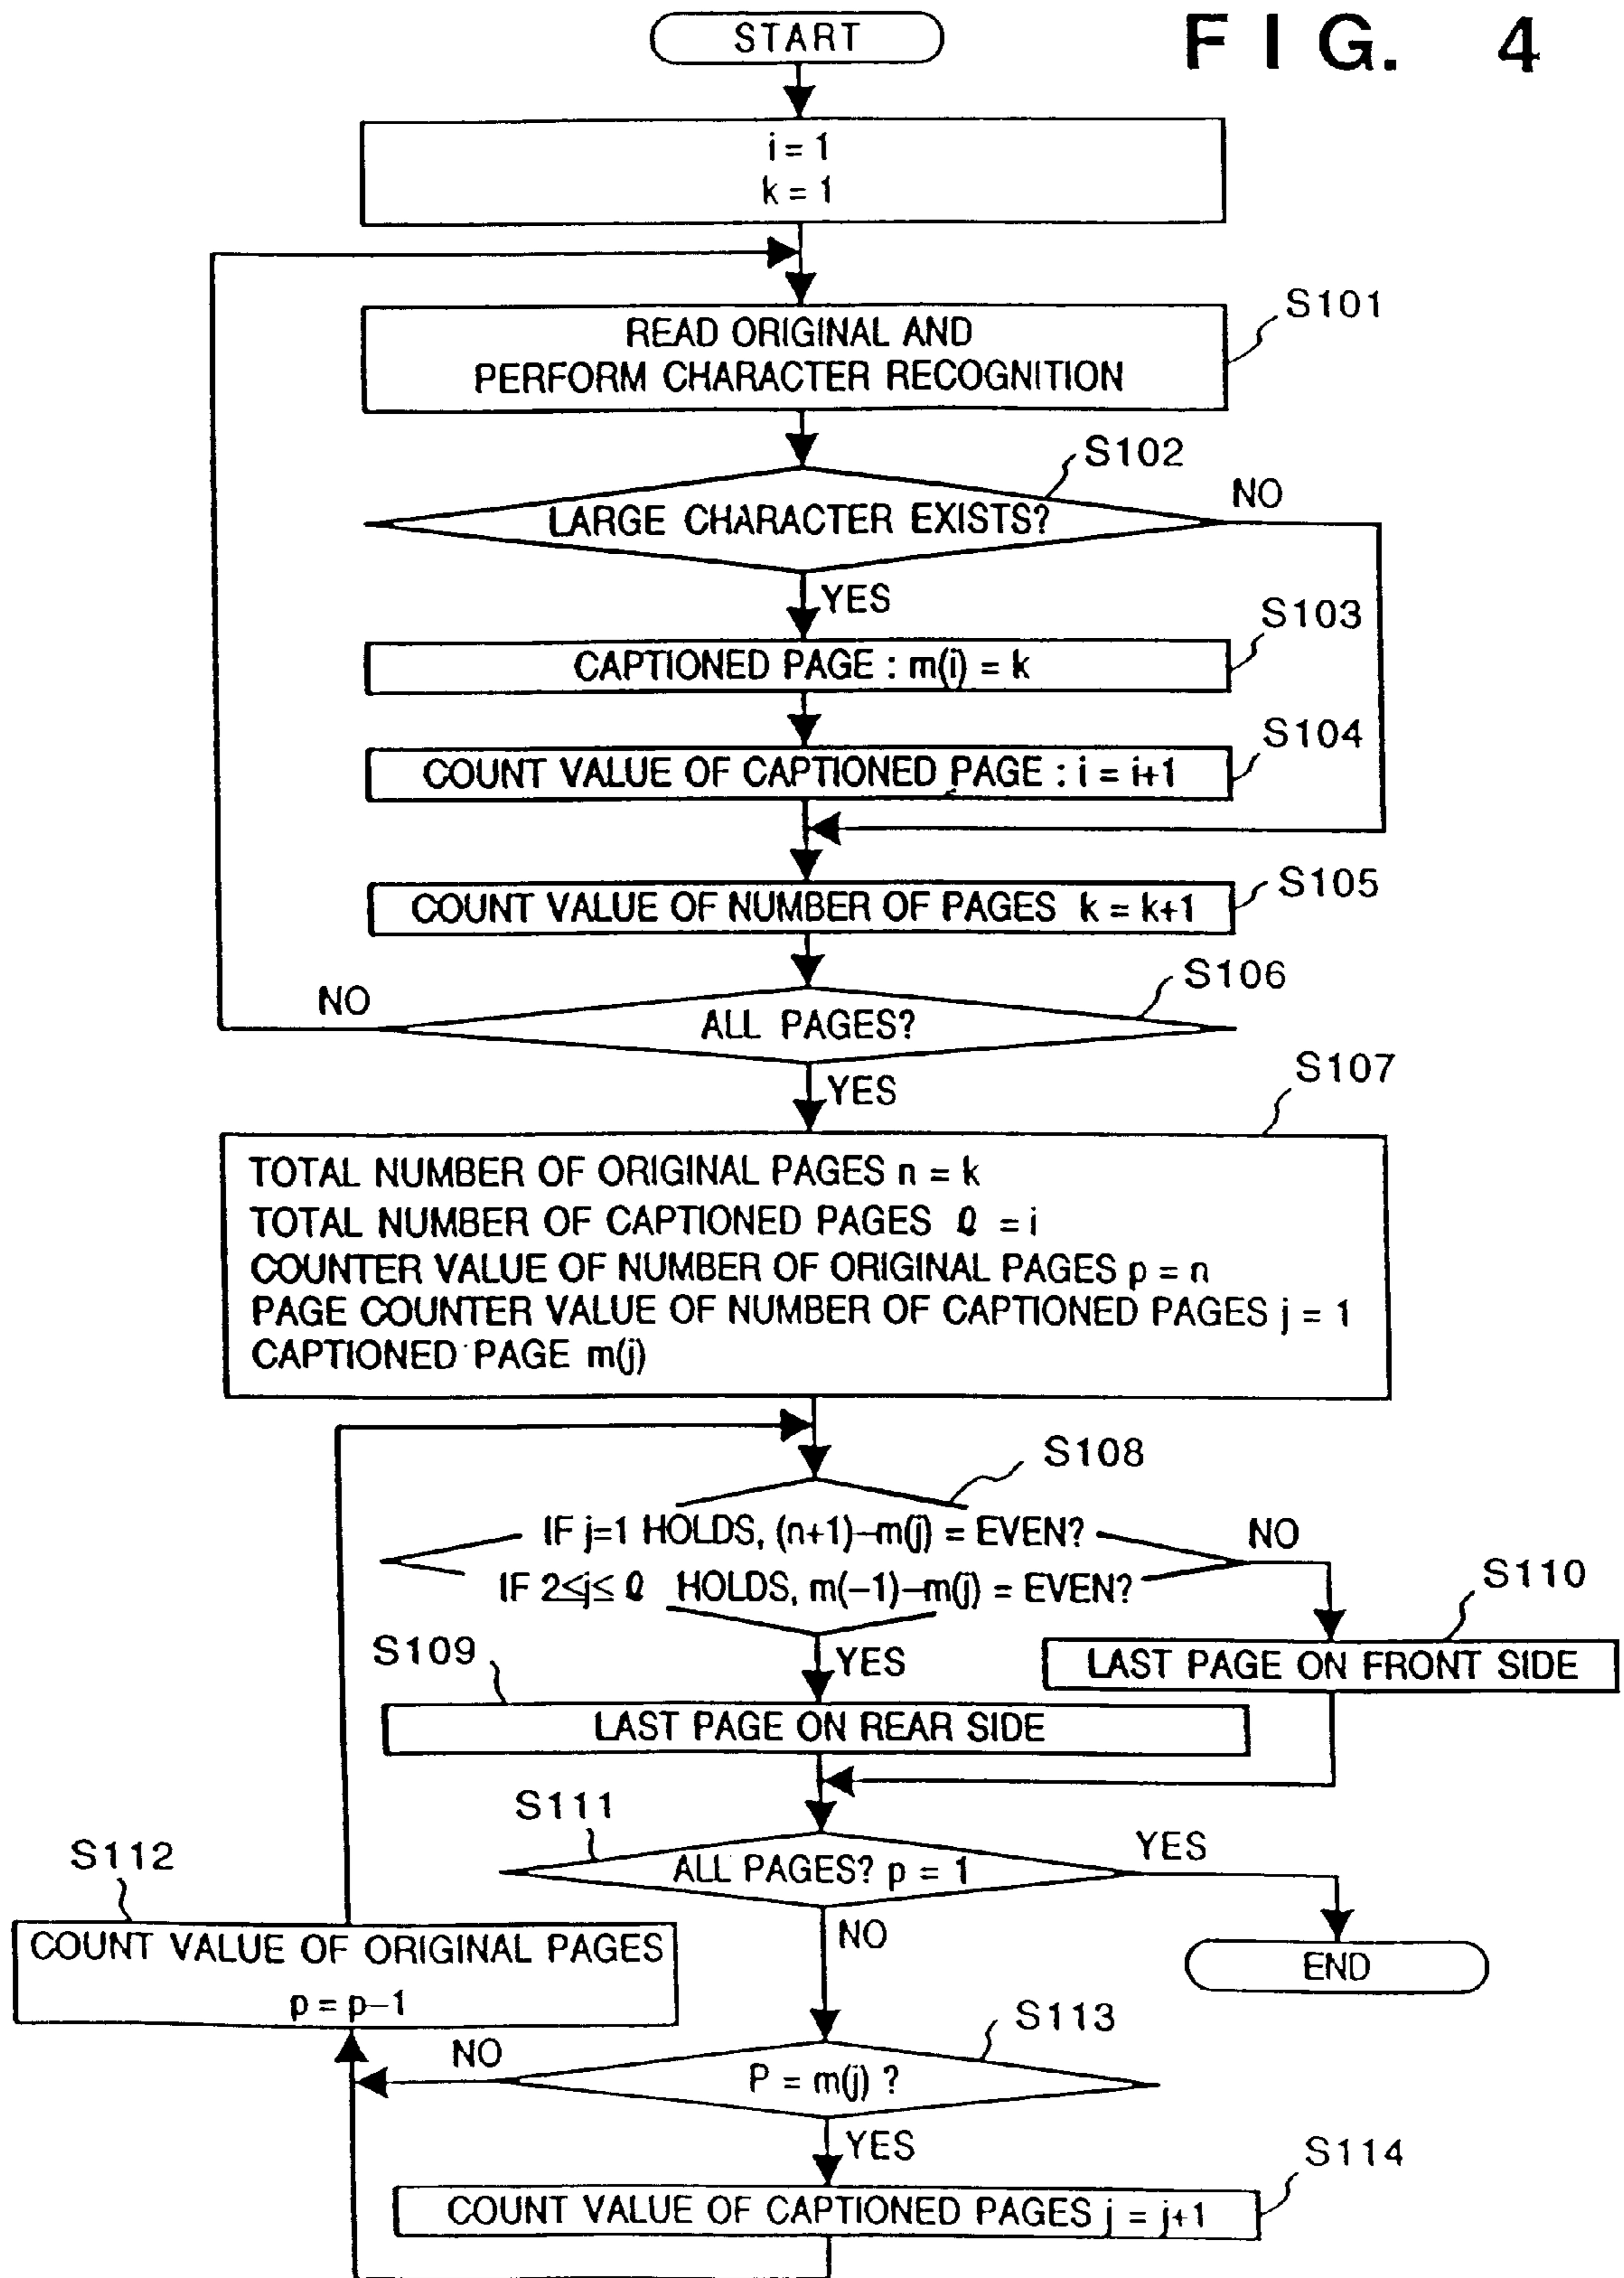 FIG. 4
START
i = 1
k = 1
S101
READ ORIGINAL AND
PERFORM CHARACTER RECOGNITION
S102
LARGE CHARACTER EXISTS?
NO
YES
S103
CAPTIONED PAGE : m(i) = k
S104
COUNT VALUE OF CAPTIONED PAGE : i = i+1
S105
COUNT VALUE OF NUMBER OF PAGES k = k+1
S106
NO
ALL PAGES?
YES
S107
TOTAL NUMBER OF ORIGINAL PAGES n = k
TOTAL NUMBER OF CAPTIONED PAGES ℓ = i
COUNTER VALUE OF NUMBER OF ORIGINAL PAGES p = n
PAGE COUNTER VALUE OF NUMBER OF CAPTIONED PAGES j = 1
CAPTIONED PAGE m(j)
S108
IF j=1 HOLDS, (n+1)–m(j) = EVEN?
NO
IF 2≤j≤ ℓ HOLDS, m(–1)–m(j) = EVEN?
S110
S109
YES
LAST PAGE ON FRONT SIDE
LAST PAGE ON REAR SIDE
S111
ALL PAGES? p = 1
YES
S112
NO
COUNT VALUE OF ORIGINAL PAGES
p = p–1
END
S113
NO
P = m(j) ?
YES
S114
COUNT VALUE OF CAPTIONED PAGES j = j+1